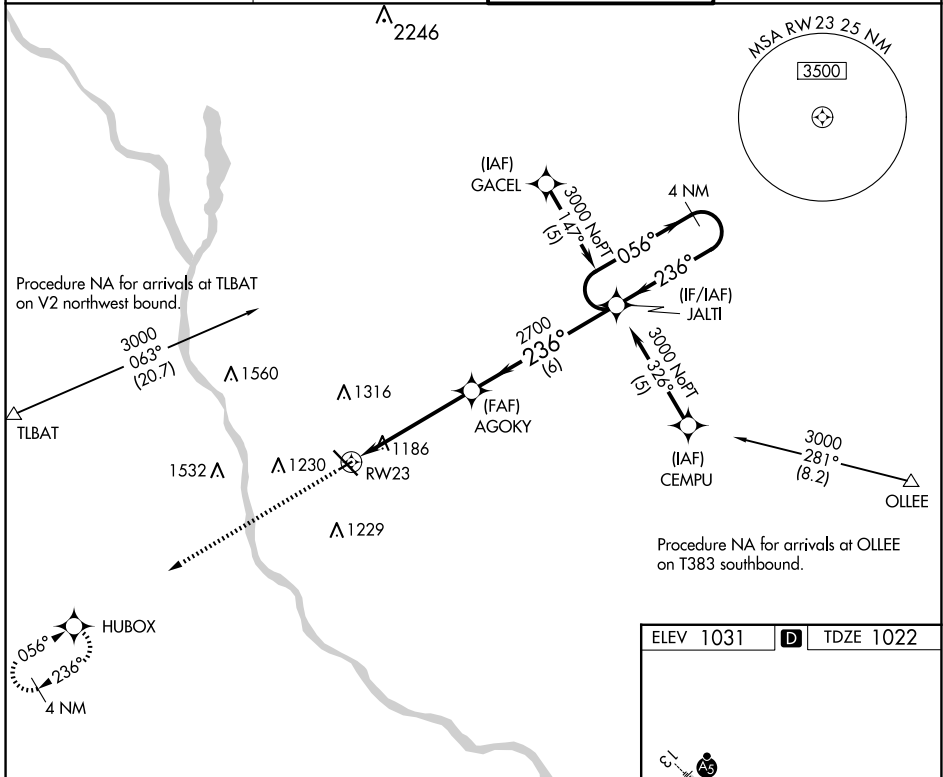 2246
MSA RW23 25 NM
3500
(IAF)
GACEL
3000 NoPT
147°
(5)
4 NM
056°
236°
(IF/IAF)
JALTI
Procedure NA for arrivals at TLBAT
on V2 northwest bound.
3000
063°
(20.7)
TLBAT
2700
236°
(6)
3000 NoPT
326°
(5)
1560
1316
(FAF)
AGOKY
1186
1532
1230
RW23
(IAF)
CEMPU
3000
281°
(8.2)
OLLEE
1229
Procedure NA for arrivals at OLLEE
on T383 southbound.
HUBOX
056°
236°
4 NM
ELEV 1031
D
TDZE 1022
13
A5